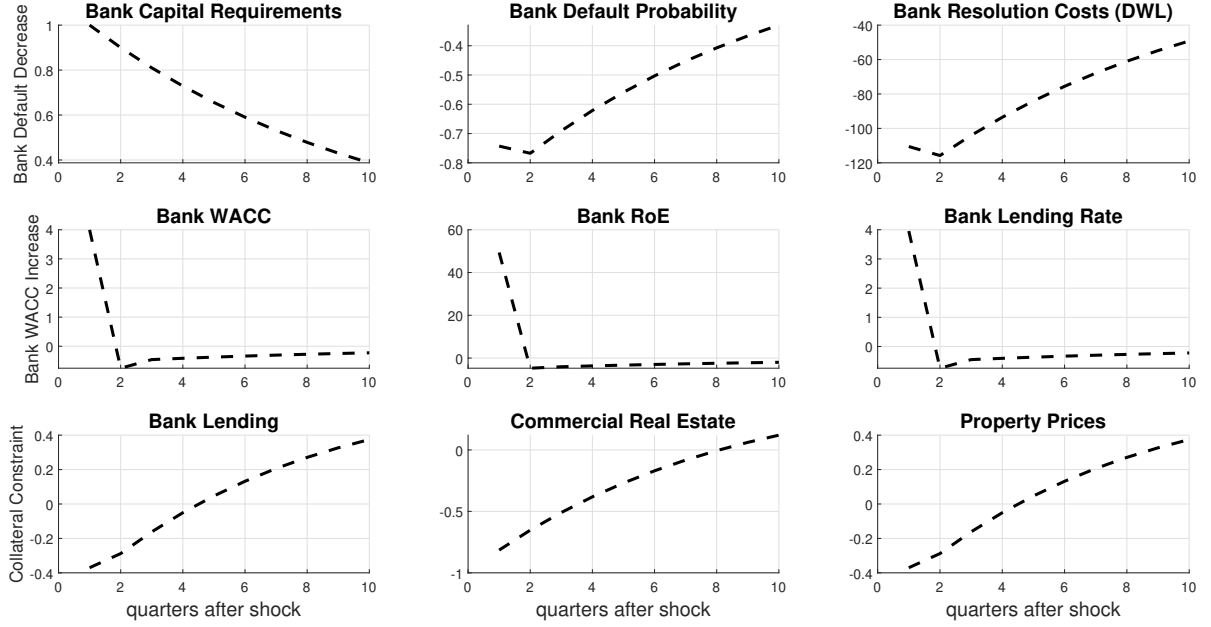 Bank Capital Requirements
Bank Default Probability
Bank Resolution Costs (DWL)
Bank Default Decrease
1
0.8
0.6
0.4
0 2 4 6 8 10
-0.4
-0.5
-0.6
-0.7
-0.8
0 2 4 6 8 10
-40
-60
-80
-100
-120
0 2 4 6 8 10
Bank WACC
Bank RoE
Bank Lending Rate
Bank WACC Increase
4
3
2
1
0
0 2 4 6 8 10
60
40
20
0
0 2 4 6 8 10
4
3
2
1
0
0 2 4 6 8 10
Bank Lending
Commercial Real Estate
Property Prices
Collateral Constraint
0.4
0.2
0
-0.2
-0.4
0 2 4 6 8 10
quarters after shock
0
-0.5
-1
0 2 4 6 8 10
quarters after shock
0.4
0.2
0
-0.2
-0.4
0 2 4 6 8 10
quarters after shock